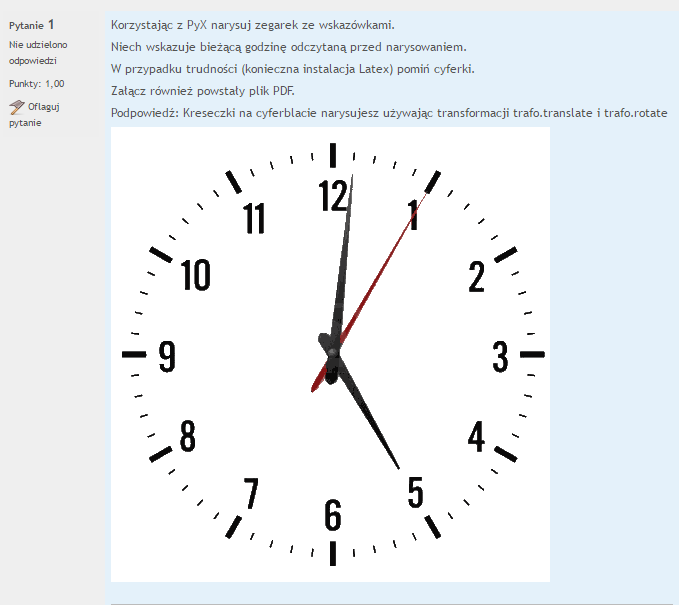 Pytanie 1
Nie udzielono
odpowiedzi
Punkty: 1,00
Oflaguj
pytanie
Korzystając z PyX narysuj zegarek ze wskazówkami.
Niech wskazuje bieżącą godzinę odczytaną przed narysowaniem.
W przypadku trudności (konieczna instalacja Latex) pomiń cyferki.
Załącz również powstały plik PDF.
Podpowiedź: Kreseczki na cyferblacie narysujesz używając transformacji trafo.translate i trafo.rotate
12
1
2
3
4
5
6
7
8
9
10
11